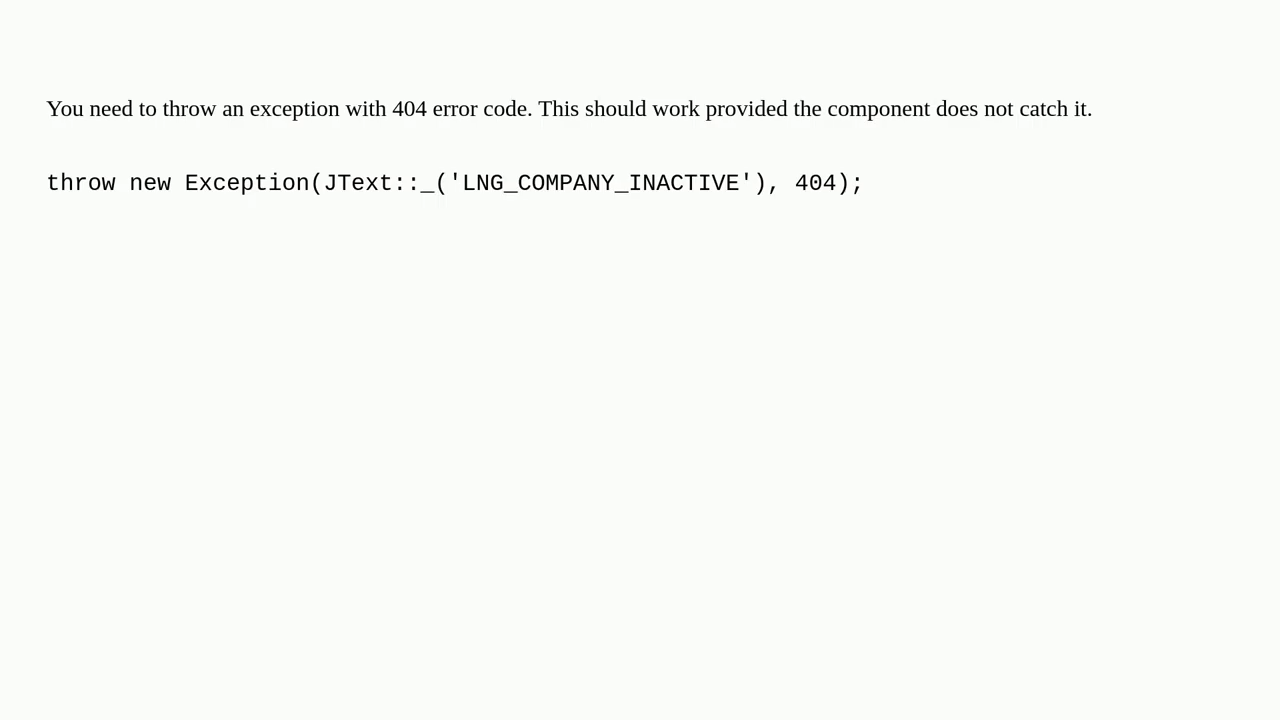 You need to throw an exception with 404 error code. This should work provided the component does not catch it.
throw new Exception(JText::_('LNG_COMPANY_INACTIVE'), 404);